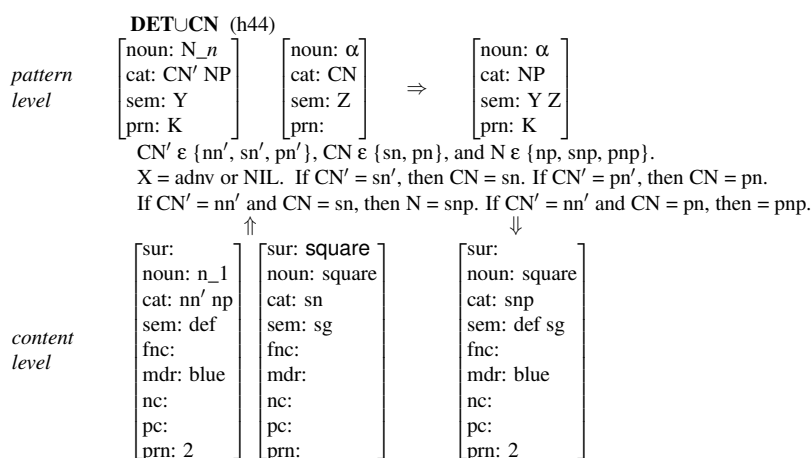 DET∪CN (h44)
noun: N_n noun: α noun: α
pattern cat: CN′ NP cat: CN ⇒ cat: NP
level sem: Y sem: Z sem: Y Z
prn: K prn: prn: K
CN′ ε {nn′, sn′, pn′}, CN ε {sn, pn}, and N ε {np, snp, pnp}.
X = adnv or NIL. If CN′ = sn′, then CN = sn. If CN′ = pn′, then CN = pn.
If CN′ = nn′ and CN = sn, then N = snp. If CN′ = nn′ and CN = pn, then = pnp.
⇑ ⇓
sur: sur: square sur:
noun: n_1 noun: square noun: square
cat: nn′ np cat: sn cat: snp
sem: def sem: sg sem: def sg
content fnc: fnc: fnc:
level mdr: blue mdr: mdr: blue
nc: nc: nc:
pc: pc: pc:
prn: 2 prn: prn: 2